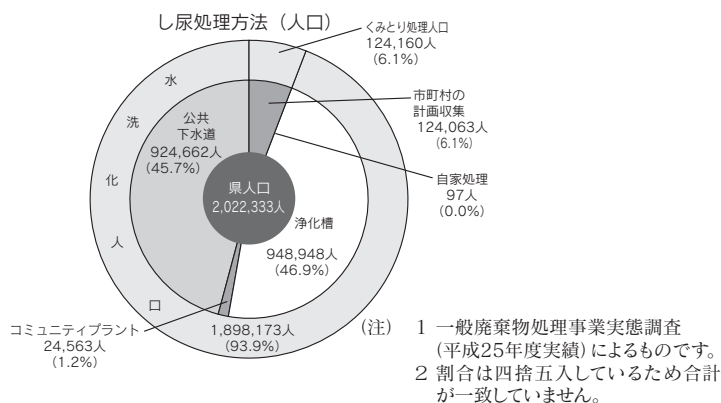 し尿処理方法（人口）
くみとり処理人口
124,160人
(6.1%)
市町村の
計画収集
124,063人
(6.1%)
自家処理
97人
(0.0%)
水洗化人口
公共
下水道
924,662人
(45.7%)
県人口
2,022,333人
浄化槽
948,948人
(46.9%)
コミュニティプラント
24,563人
(1.2%)
1,898,173人
(93.9%)
(注) 1 一般廃棄物処理事業実態調査
(平成25年度実績)によるものです。
2 割合は四捨五入しているため合計
が一致していません。